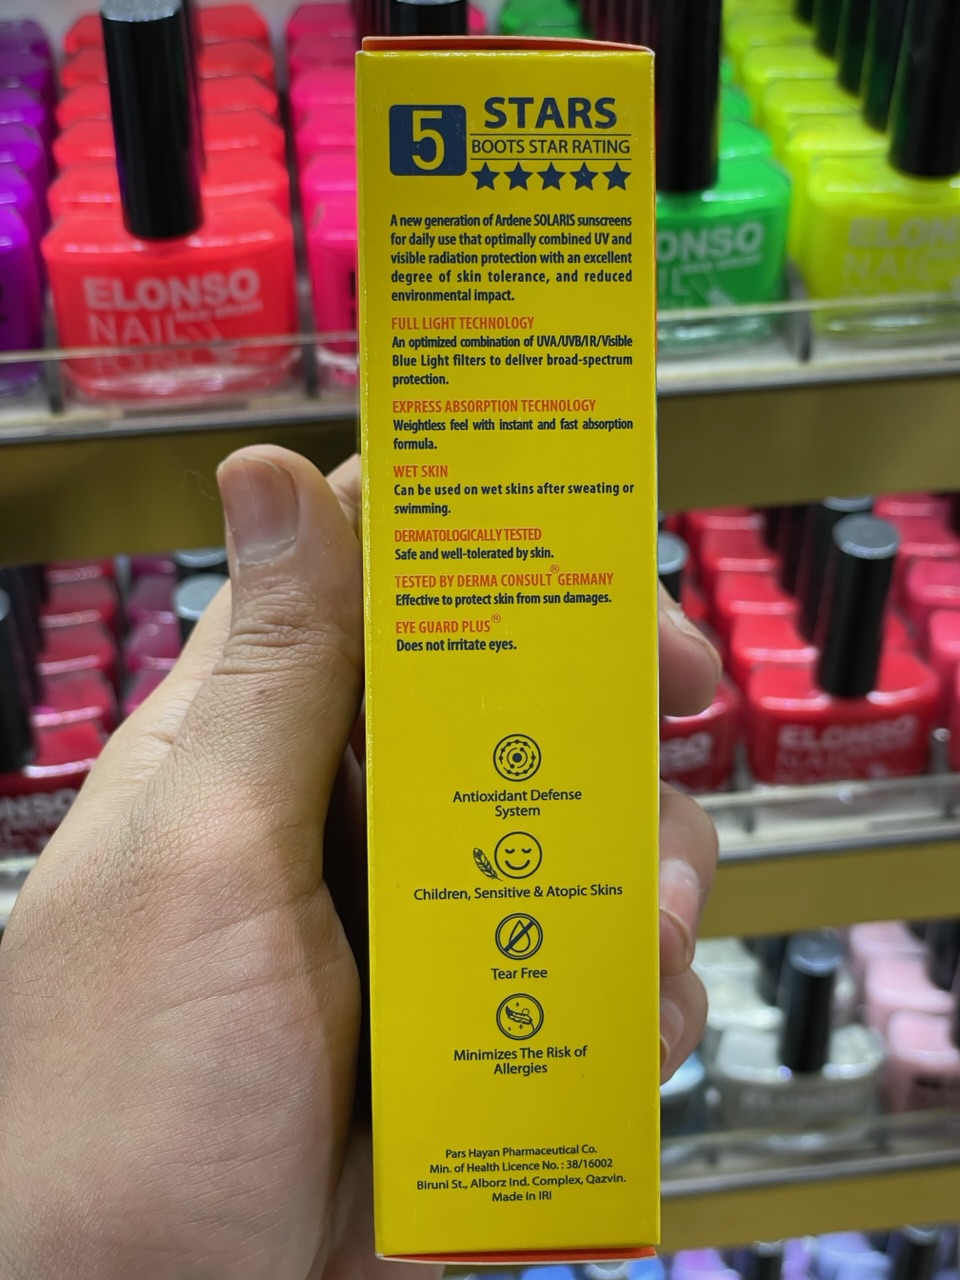 5
STARS
BOOTS STAR RATING
A new generation of Ardene SOLARIS sunscreens
for daily use that optimally combined UV and
visible radiation protection with an excellent
degree of skin tolerance, and reduced
environmental impact.
FULL LIGHT TECHNOLOGY
An optimized combination of UVA/UVB/IR/Visible
Blue Light filters to deliver broad-spectrum
protection.
EXPRESS ABSORPTION TECHNOLOGY
Weightless feel with instant and fast absorption
formula.
WET SKIN
Can be used on wet skins after sweating or
swimming.
DERMATOLOGICALLY TESTED
Safe and well-tolerated by skin.
TESTED BY DERMA CONSULT® GERMANY
Effective to protect skin from sun damages.
EYE GUARD PLUS®
Does not irritate eyes.
Antioxidant Defense
System
Children, Sensitive & Atopic Skins
Tear Free
Minimizes The Risk of
Allergies
Pars Hayan Pharmaceutical Co.
Min. of Health Licence No. : 38/16002
Biruni St., Alborz Ind. Complex, Qazvin.
Made in IRI
ELONSO
NAIL
ONSO
NAIL
ELON
NAIL
ELONSO
NAIL
LONSO